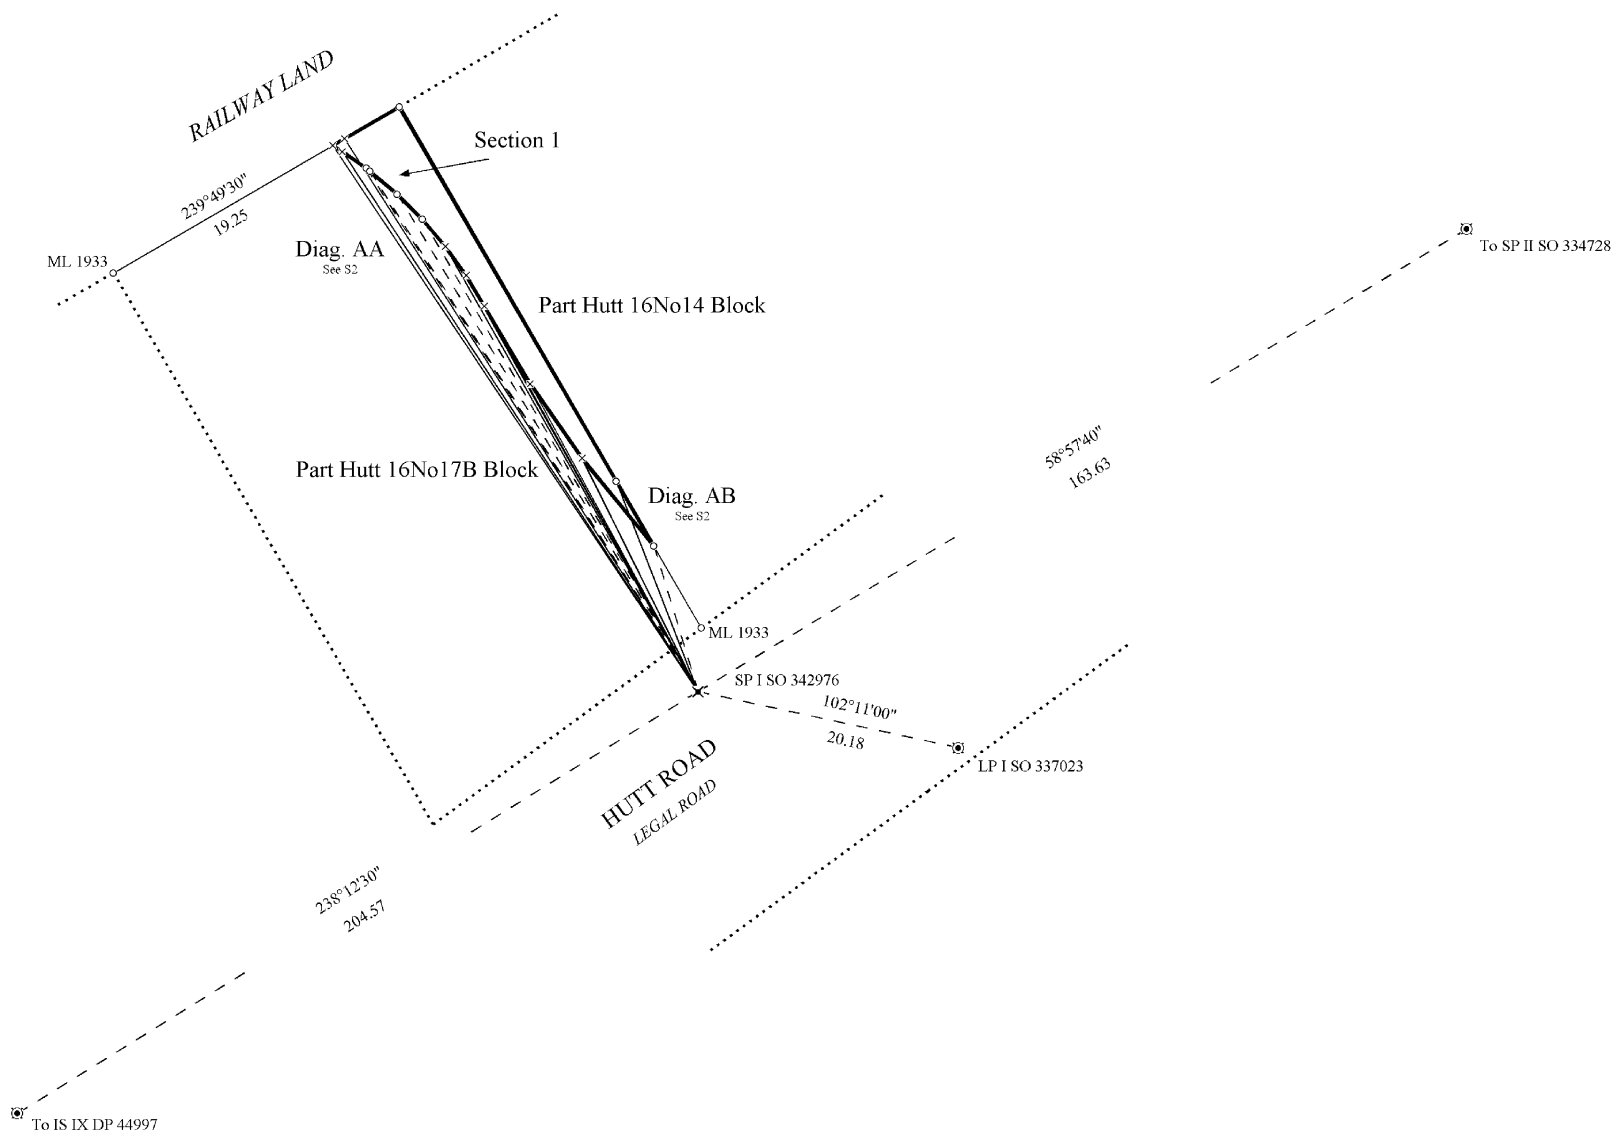 RAILWAY LAND
Section 1
239°49'30"
19.25
ML 1933
Diag. AA
See S2
To SP II SO 334728
Part Hutt 16No14 Block
58°57'40"
163.63
Part Hutt 16No17B Block
Diag. AB
See S2
ML 1933
SP I SO 342976
102°11'00"
20.18
LP I SO 337023
HUTT ROAD
LEGAL ROAD
238°12'30"
204.57
To IS IX DP 44997